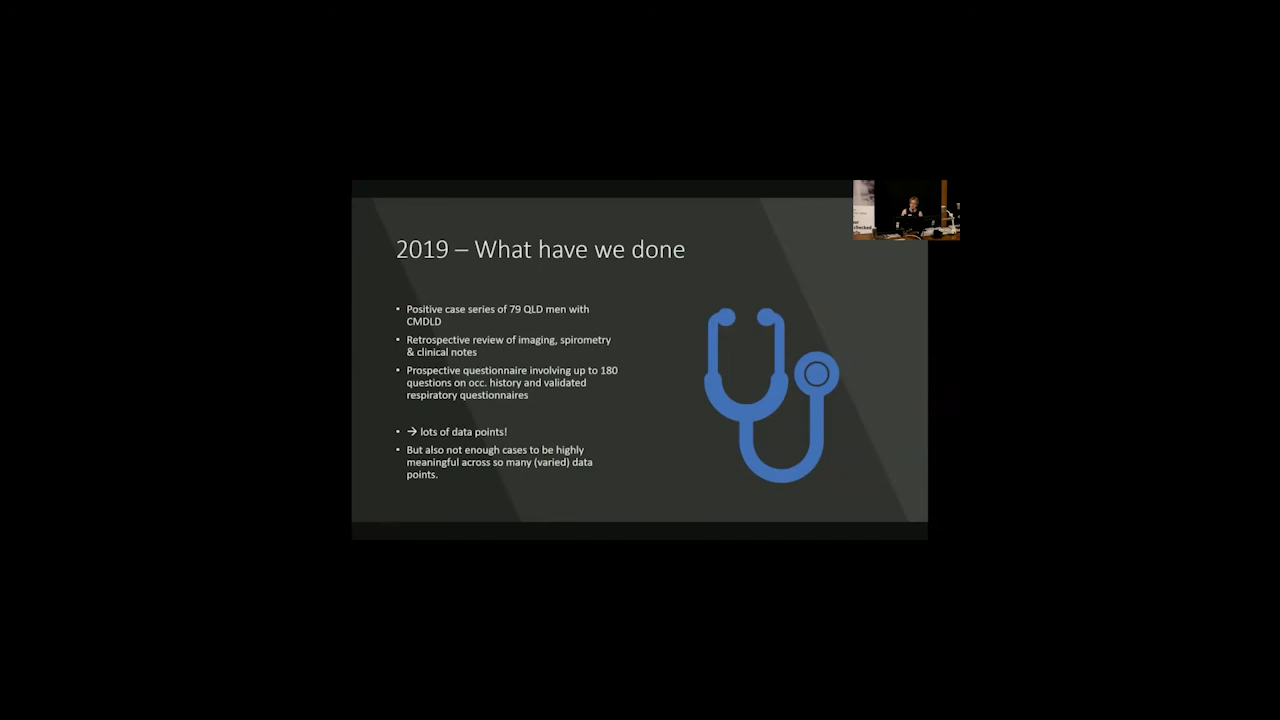 2019 – What have we done
• Positive case series of 79 QLD men with
CMDLD
• Retrospective review of imaging, spirometry
& clinical notes
• Prospective questionnaire involving up to 180
questions on occ. history and validated
respiratory questionnaires
• → lots of data points!
• But also not enough cases to be highly
meaningful across so many (varied) data
points.